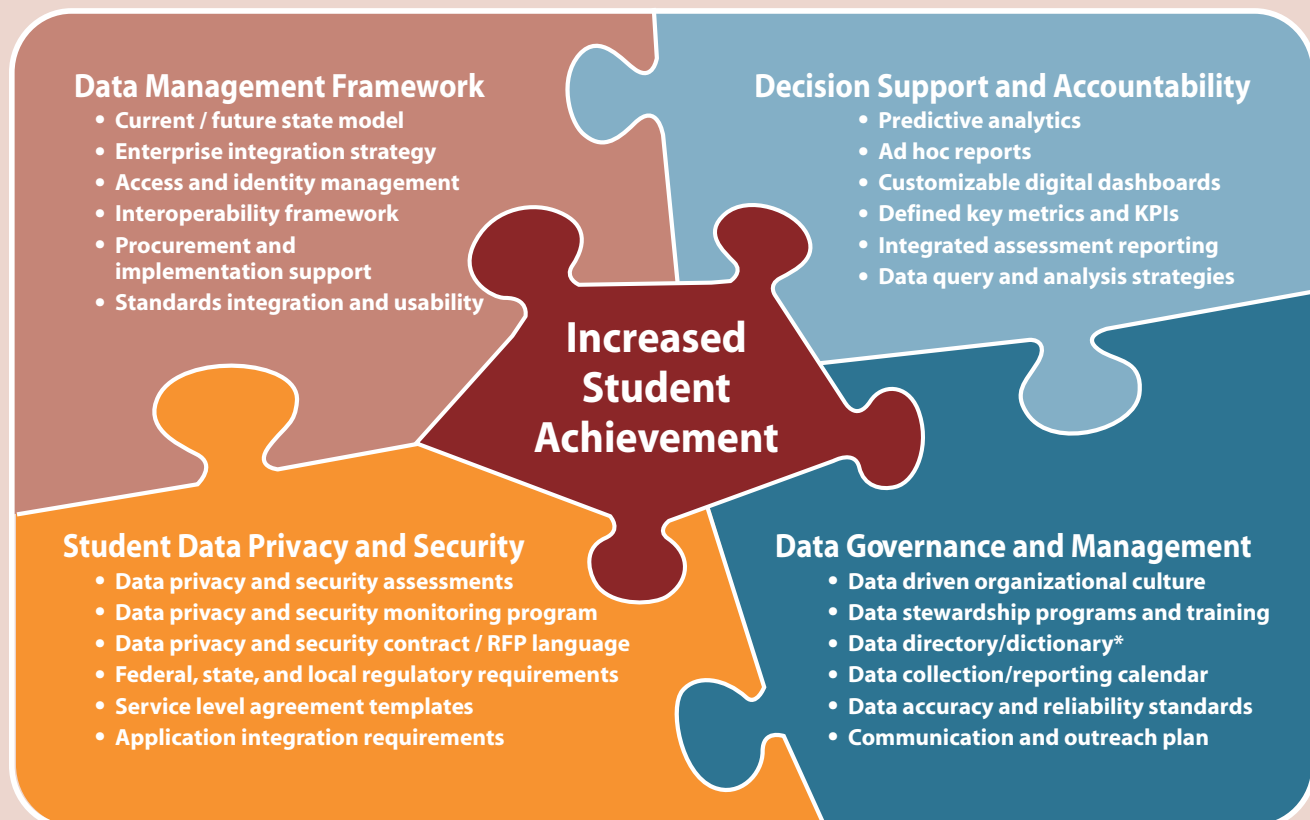 Data Management Framework
• Current / future state model
• Enterprise integration strategy
• Access and identity management
• Interoperability framework
• Procurement and
implementation support
• Standards integration and usability
Decision Support and Accountability
• Predictive analytics
• Ad hoc reports
• Customizable digital dashboards
• Defined key metrics and KPIs
• Integrated assessment reporting
• Data query and analysis strategies
Increased
Student
Achievement
Student Data Privacy and Security
• Data privacy and security assessments
• Data privacy and security monitoring program
• Data privacy and security contract / RFP language
• Federal, state, and local regulatory requirements
• Service level agreement templates
• Application integration requirements
Data Governance and Management
• Data driven organizational culture
• Data stewardship programs and training
• Data directory/dictionary*
• Data collection/reporting calendar
• Data accuracy and reliability standards
• Communication and outreach plan